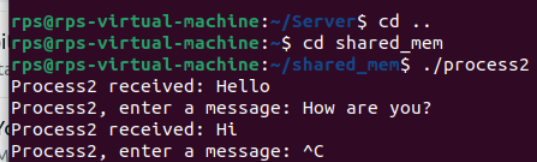 rps@rps-virtual-machine:~/Server$ cd ..
rps@rps-virtual-machine:~$ cd shared_mem
rps@rps-virtual-machine:~/shared_mem$ ./process2
Process2 received: Hello
Process2, enter a message: How are you?
Process2 received: Hi
Process2, enter a message: ^C